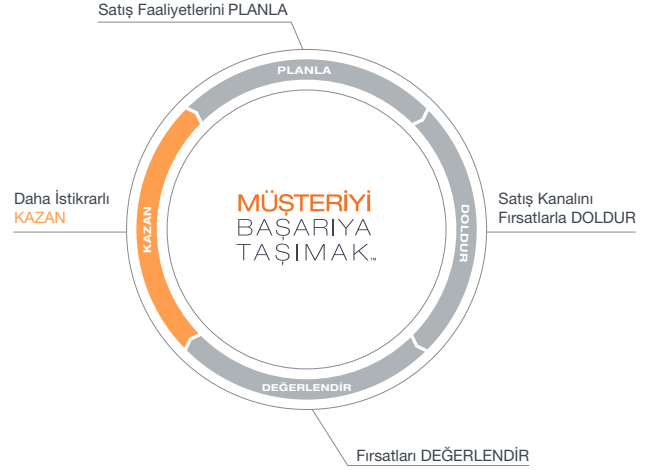 Satış Faaliyetlerini PLANLA
PLANLA
Daha İstikrarlı
KAZAN
KAZAN
MÜŞTERİYİ
BAŞARIYA
TAŞIMAK™
DOLDUR
Satış Kanalını
Fırsatlarla DOLDUR
DEĞERLENDİR
Fırsatları DEĞERLENDİR